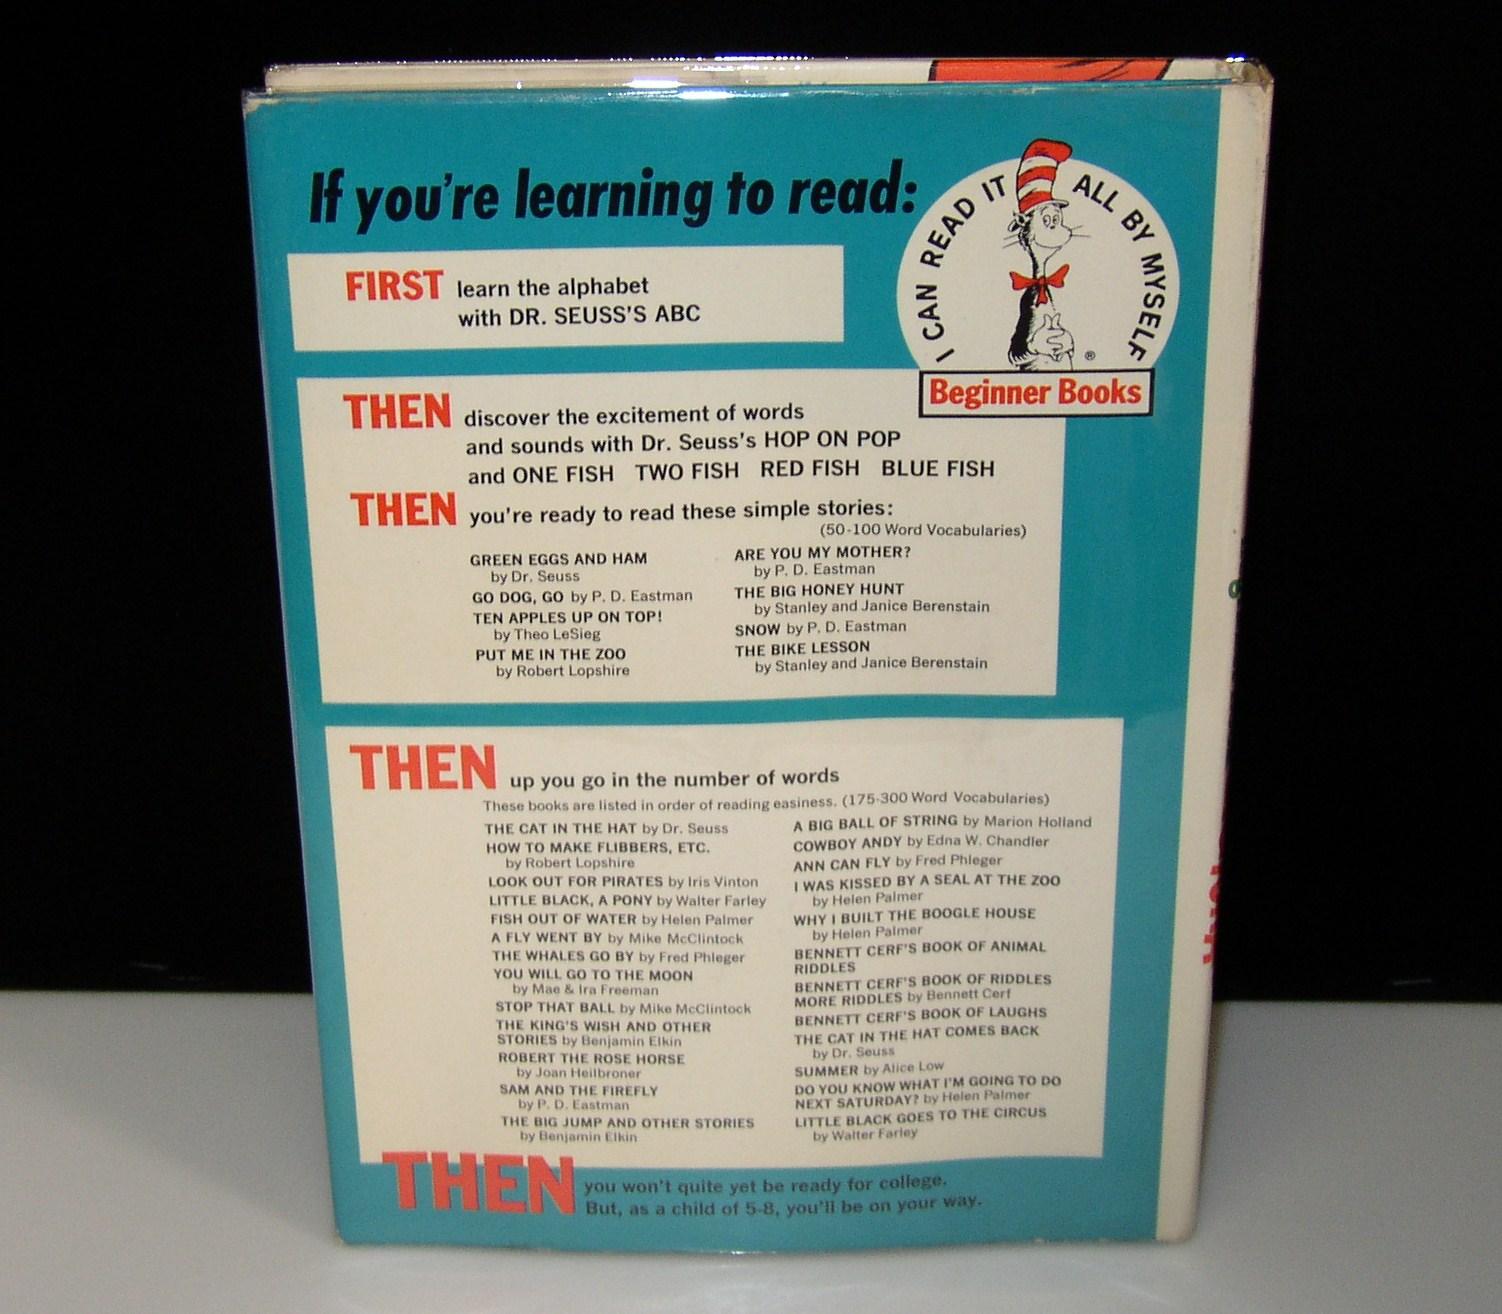 If you're learning to read:
I CAN READ IT ALL BY MYSELF
®
Beginner Books
FIRST learn the alphabet
with DR. SEUSS'S ABC
THEN discover the excitement of words
and sounds with Dr. Seuss's HOP ON POP
and ONE FISH TWO FISH RED FISH BLUE FISH
THEN you're ready to read these simple stories:
(50-100 Word Vocabularies)
GREEN EGGS AND HAM
by Dr. Seuss
GO DOG, GO by P. D. Eastman
TEN APPLES UP ON TOP!
by Theo LeSieg
PUT ME IN THE ZOO
by Robert Lopshire
ARE YOU MY MOTHER?
by P. D. Eastman
THE BIG HONEY HUNT
by Stanley and Janice Berenstain
SNOW by P. D. Eastman
THE BIKE LESSON
by Stanley and Janice Berenstain
THEN up you go in the number of words
These books are listed in order of reading easiness. (175-300 Word Vocabularies)
THE CAT IN THE HAT by Dr. Seuss
HOW TO MAKE FLIBBERS, ETC.
by Robert Lopshire
LOOK OUT FOR PIRATES by Iris Vinton
LITTLE BLACK, A PONY by Walter Farley
FISH OUT OF WATER by Helen Palmer
A FLY WENT BY by Mike McClintock
THE WHALES GO BY by Fred Phleger
YOU WILL GO TO THE MOON
by Mae & Ira Freeman
STOP THAT BALL by Mike McClintock
THE KING'S WISH AND OTHER
STORIES by Benjamin Elkin
ROBERT THE ROSE HORSE
by Joan Heilbroner
SAM AND THE FIREFLY
by P. D. Eastman
THE BIG JUMP AND OTHER STORIES
by Benjamin Elkin
A BIG BALL OF STRING by Marion Holland
COWBOY ANDY by Edna W. Chandler
ANN CAN FLY by Fred Phleger
I WAS KISSED BY A SEAL AT THE ZOO
by Helen Palmer
WHY I BUILT THE BOOGLE HOUSE
by Helen Palmer
BENNETT CERF'S BOOK OF ANIMAL
RIDDLES
BENNETT CERF'S BOOK OF RIDDLES
MORE RIDDLES by Bennett Cerf
BENNETT CERF'S BOOK OF LAUGHS
THE CAT IN THE HAT COMES BACK
by Dr. Seuss
SUMMER by Alice Low
DO YOU KNOW WHAT I'M GOING TO DO
NEXT SATURDAY? by Helen Palmer
LITTLE BLACK GOES TO THE CIRCUS
by Walter Farley
THEN you won't quite yet be ready for college.
But, as a child of 5-8, you'll be on your way.